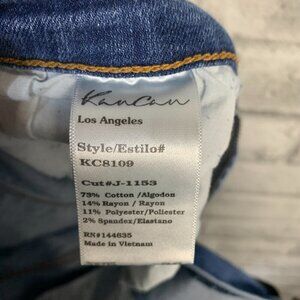 KanCan
Los Angeles
Style/Estilo#
KC8109
Cut#J-1153
73% Cotton /Algodon
14% Rayon / Rayon
11% Polyester/Poliester
2% Spandex/Elastano
RN#144635
Made in Vietnam